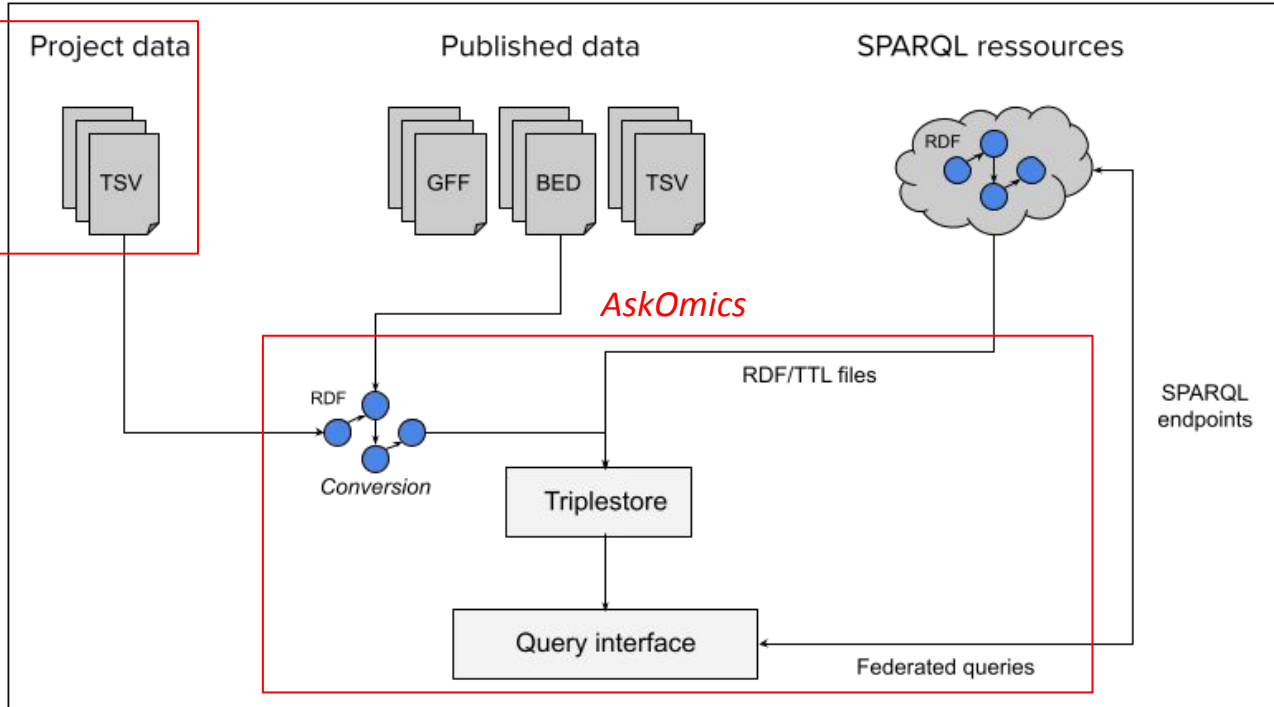 Project data
Published data
SPARQL ressources
TSV
GFF
BED
TSV
RDF
AskOmics
RDF/TTL files
RDF
SPARQL
endpoints
Conversion
Triplestore
Query interface
Federated queries